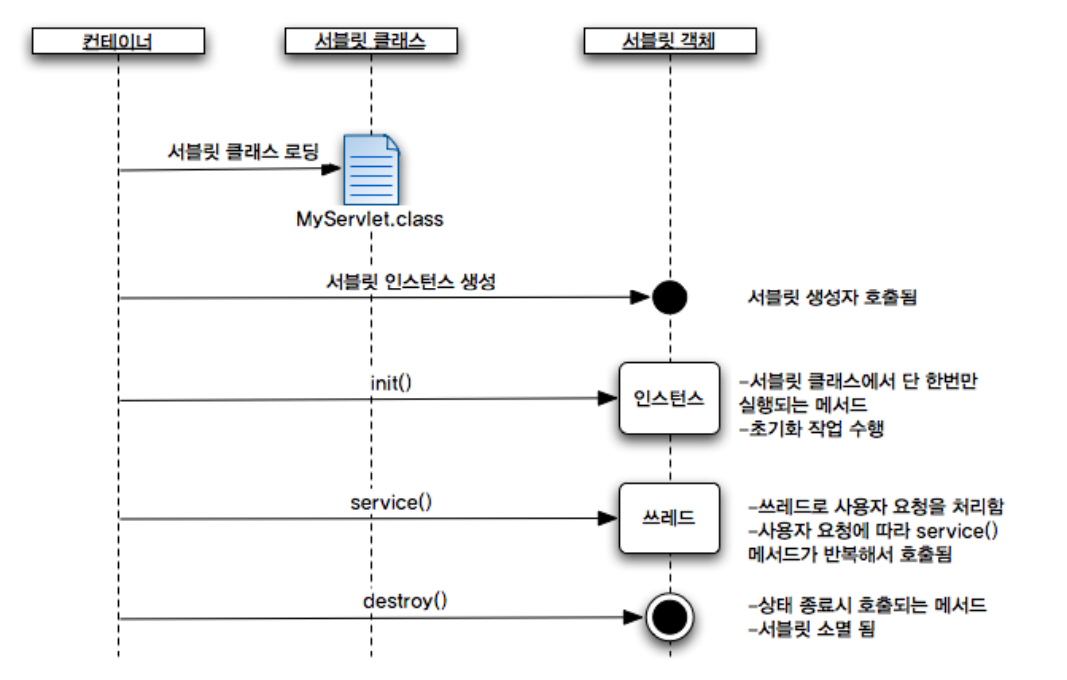 컨테이너
서블릿 클래스
서블릿 객체
서블릿 클래스 로딩
MyServlet.class
서블릿 인스턴스 생성
서블릿 생성자 호출됨
init()
인스턴스
-서블릿 클래스에서 단 한번만
실행되는 메서드
-초기화 작업 수행
service()
쓰레드
-쓰레드로 사용자 요청을 처리함
-사용자 요청에 따라 service()
메서드가 반복해서 호출됨
destroy()
-상태 종료시 호출되는 메서드
-서블릿 소멸 됨